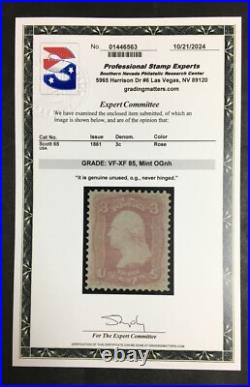 No. 01446563 10/21/2024
Professional Stamp Experts
Southern Nevada Philatelic Research Center
5965 Harrison Dr #6 Las Vegas, NV 89120
gradingmatters.com
Expert Committee
We have examined the enclosed item submitted, of which an
image is shown below, and are of the opinion that:
Cat No. Issue Denom. Color
Scott 65 1861 3c Rose
USA
GRADE: VF-XF 85, Mint OGnh
"It is genuine unused, o.g., never hinged."
For The Expert Committee